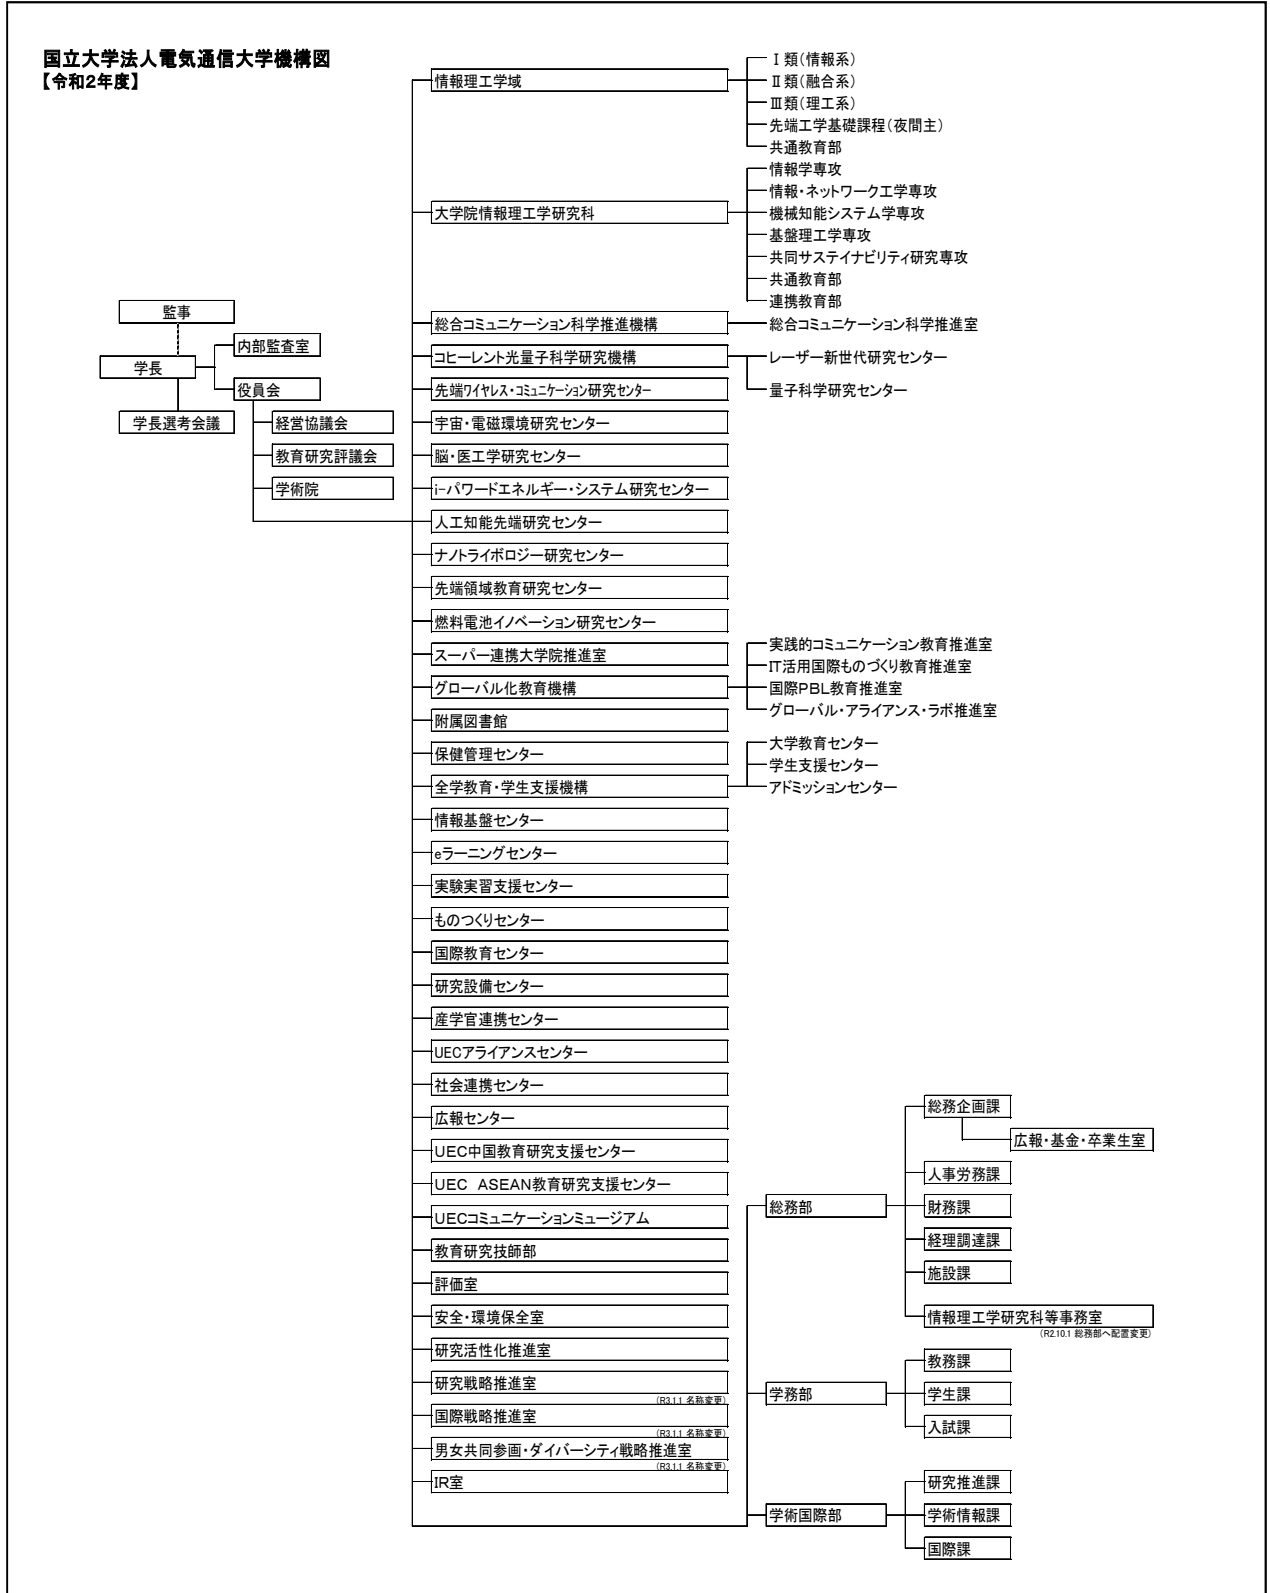 国立大学法人電気通信大学機構図
【令和2年度】
監事
学長
学長選考会議
内部監査室
役員会
経営協議会
教育研究評議会
学術院
情報理工学域
Ⅰ類(情報系)
Ⅱ類(融合系)
Ⅲ類(理工系)
先端工学基礎課程(夜間主)
共通教育部
大学院情報理工学研究科
情報学専攻
情報・ネットワーク工学専攻
機械知能システム学専攻
基盤理工学専攻
共同サステイナビリティ研究専攻
共通教育部
連携教育部
総合コミュニケーション科学推進機構
総合コミュニケーション科学推進室
コヒーレント光量子科学研究機構
レーザー新世代研究センター
量子科学研究センター
先端ワイヤレス・コミュニケーション研究センター
宇宙・電磁環境研究センター
脳・医工学研究センター
i-パワードエネルギー・システム研究センター
人工知能先端研究センター
ナノトライボロジー研究センター
先端領域教育研究センター
燃料電池イノベーション研究センター
スーパー連携大学院推進室
グローバル化教育機構
実践的コミュニケーション教育推進室
IT活用国際ものづくり教育推進室
国際PBL教育推進室
グローバル・アライアンス・ラボ推進室
附属図書館
保健管理センター
全学教育・学生支援機構
大学教育センター
学生支援センター
アドミッションセンター
情報基盤センター
eラーニングセンター
実験実習支援センター
ものつくりセンター
国際教育センター
研究設備センター
産学官連携センター
UECアライアンスセンター
社会連携センター
広報センター
UEC中国教育研究支援センター
UEC ASEAN教育研究支援センター
UECコミュニケーションミュージアム
教育研究技師部
評価室
安全・環境保全室
研究活性化推進室
研究戦略推進室
(R3.1.1 名称変更)
国際戦略推進室
(R3.1.1 名称変更)
男女共同参画・ダイバーシティ戦略推進室
(R3.1.1 名称変更)
IR室
総務部
総務企画課
広報・基金・卒業生室
人事労務課
財務課
経理調達課
施設課
情報理工学研究科等事務室
(R2.10.1 総務部へ配置変更)
学務部
教務課
学生課
入試課
学術国際部
研究推進課
学術情報課
国際課